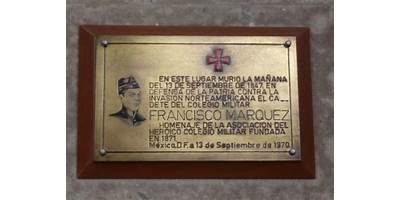 EN ESTE LUGAR MURIO LA MAÑANA
DEL 13 DE SEPTIEMBRE DE 1847. EN
DEFENSA DE LA PATRIA CONTRA LA
INVASION NORTEAMERICANA EL CA_
DETE DEL COLEGIO MILITAR
FRANCISCO MARQUEZ
HOMENAJE DE LA ASOCIACION DEL
HEROICO COLEGIO MILITAR FUNDADA
EN 1871.
México, D.F. a 13 de Septiembre de 1970.